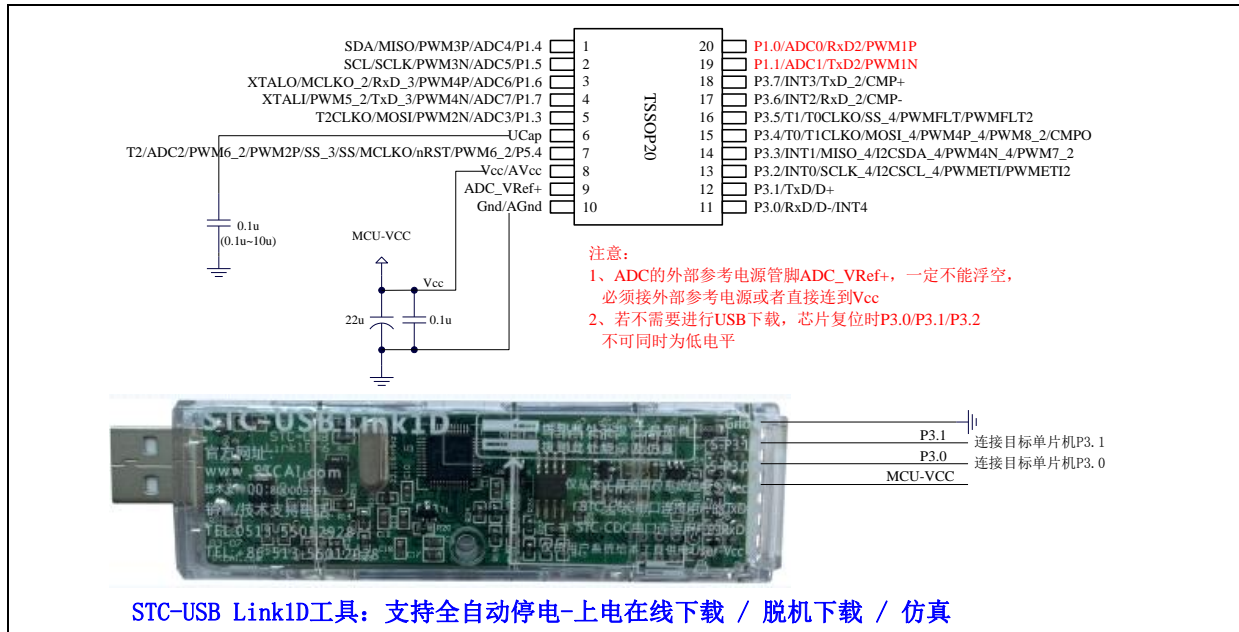 SDA/MISO/PWM3P/ADC4/P1.4 1
SCL/SCLK/PWM3N/ADC5/P1.5 2
XTALO/MCLKO_2/RxD_3/PWM4P/ADC6/P1.6 3
XTALI/PWM5_2/TxD_3/PWM4N/ADC7/P1.7 4
T2CLKO/MOSI/PWM2N/ADC3/P1.3 5
UCap 6
T2/ADC2/PWM6_2/PWM2P/SS_3/SS/MCLKO/nRST/PWM6_2/P5.4 7
Vcc/AVcc 8
ADC_VRef+ 9
Gnd/AGnd 10
TSSOP20
20 P1.0/ADC0/RxD2/PWM1P
19 P1.1/ADC1/TxD2/PWM1N
18 P3.7/INT3/TxD_2/CMP+
17 P3.6/INT2/RxD_2/CMP-
16 P3.5/T1/T0CLKO/SS_4/PWMFLT/PWMFLT2
15 P3.4/T0/T1CLKO/MOSI_4/PWM4P_4/PWM8_2/CMPO
14 P3.3/INT1/MISO_4/I2CSDA_4/PWM4N_4/PWM7_2
13 P3.2/INT0/SCLK_4/I2CSCL_4/PWMETI/PWMETI2
12 P3.1/TxD/D+
11 P3.0/RxD/D-/INT4
0.1u
(0.1u~10u)
MCU-VCC
Vcc
22u
0.1u
注意:
1、ADC的外部参考电源管脚ADC_VRef+,一定不能浮空,
必须接外部参考电源或者直接连到Vcc
2、若不需要进行USB下载,芯片复位时P3.0/P3.1/P3.2
不可同时为低电平
STC-USB Link1D
官方网址:
www.STCAI.com
Gnd
P3.1 连接目标单片机P3.1
P3.0 连接目标单片机P3.0
MCU-VCC
STC-USB Link1D工具:支持全自动停电-上电在线下载 / 脱机下载 / 仿真